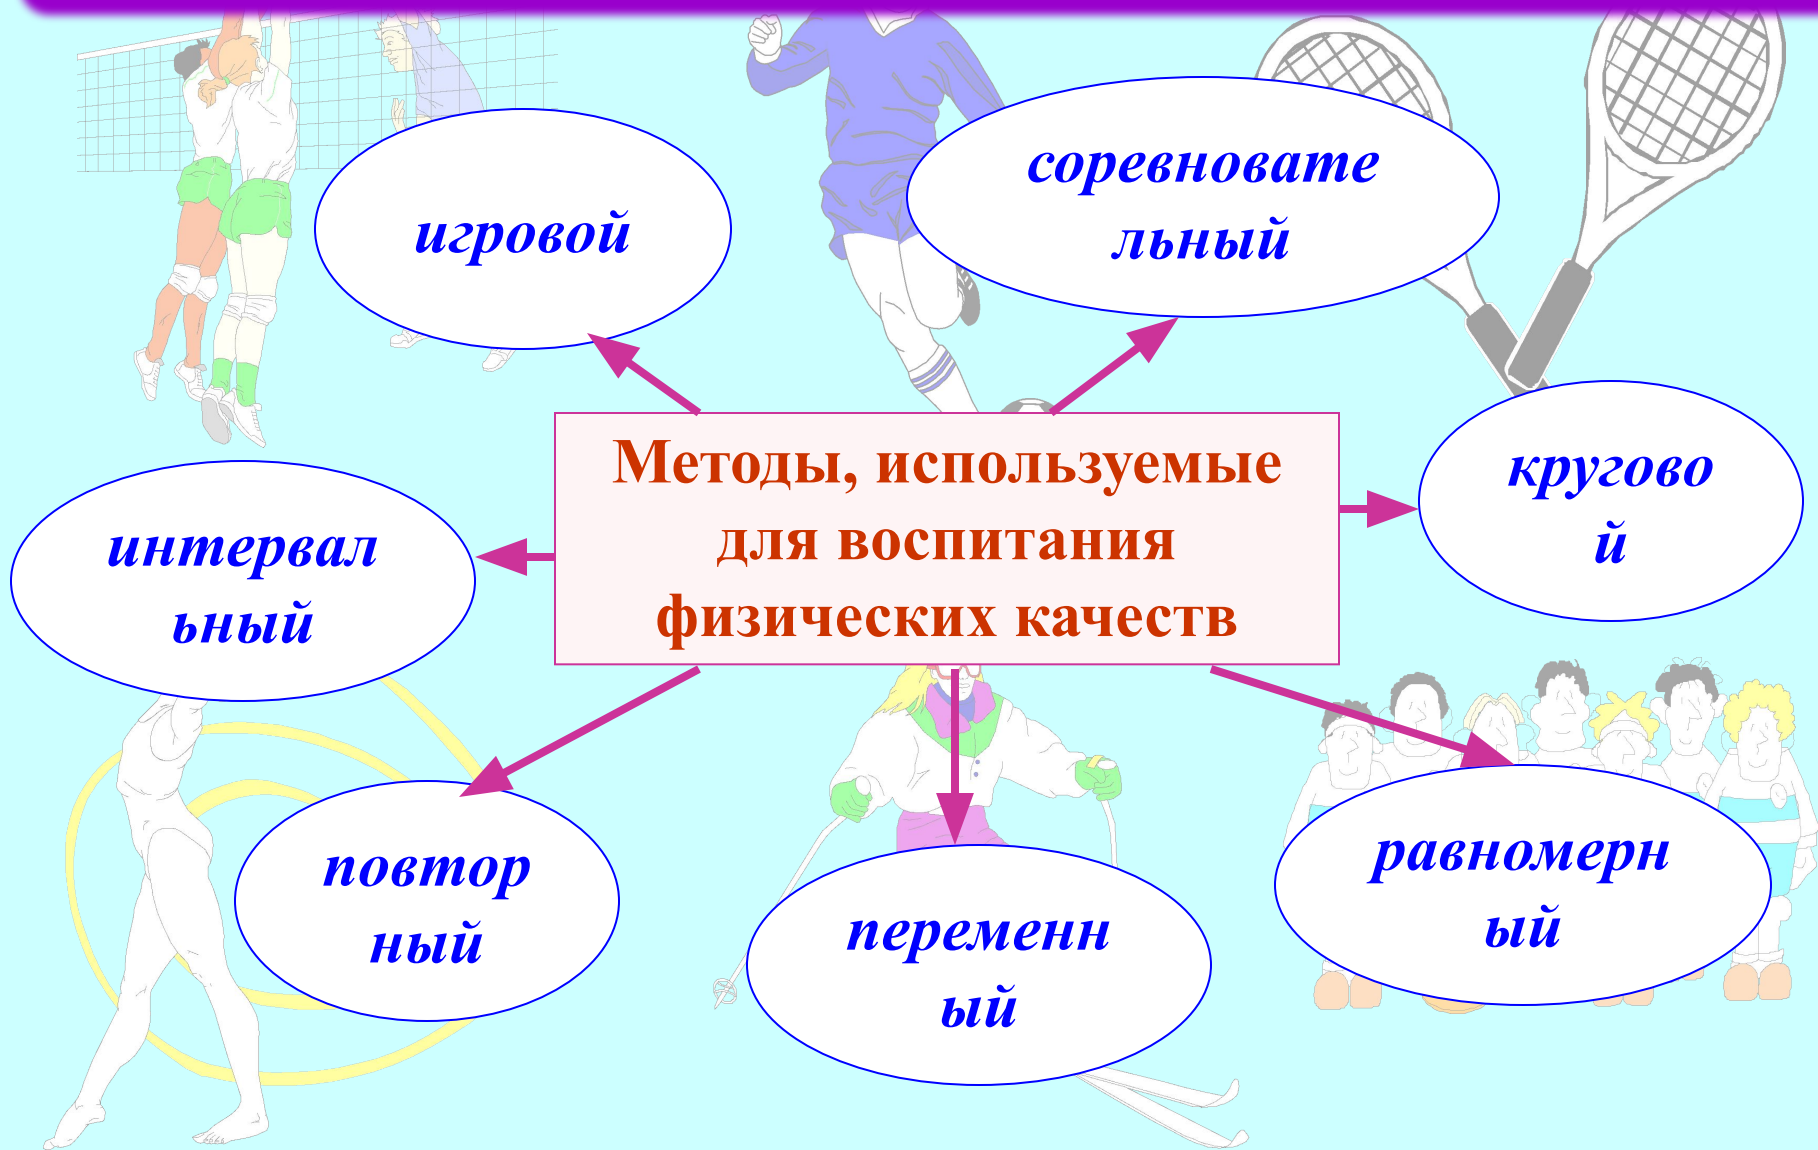 игровой
соревновате
льный
Методы, используемые
для воспитания
физических качеств
кругово
й
интервал
ьный
повтор
ный
переменн
ый
равномерн
ый